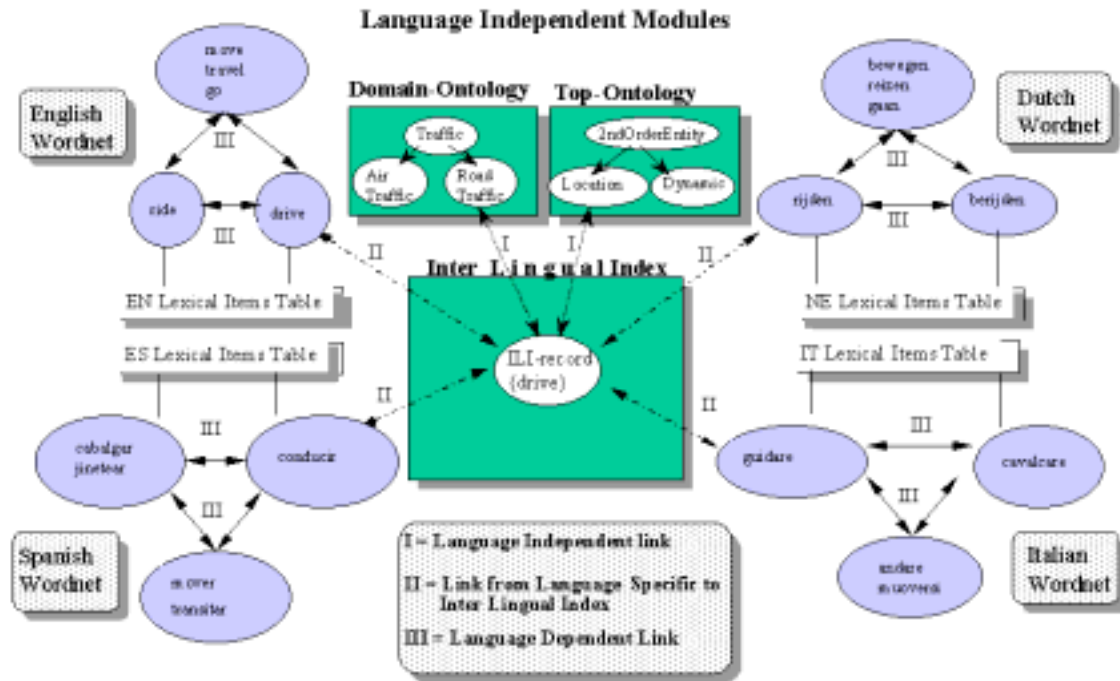 Language Independent Modules
move
travel
go
English
Wordnet
III
ride
drive
III
EN Lexical Items Table
Domain-Ontology
Traffic
Air
Traffic
Road
Traffic
Top-Ontology
2ndOrderEntity
Location
Dynamic
bewegen
reizen
gaan
Dutch
Wordnet
III
rijden
berijden
III
NE Lexical Items Table
II
I
I
II
Inter Lingual Index
ILI-record
(drive)
ES Lexical Items Table
II
III
cabalgar
jinetear
conducir
III
Spanish
Wordnet
mover
transitar
IT Lexical Items Table
II
III
guidare
cavalcare
III
Italian
Wordnet
andare
muoversi
I = Language Independent link
II = Link from Language Specific to
Inter Lingual Index
III = Language Dependent Link